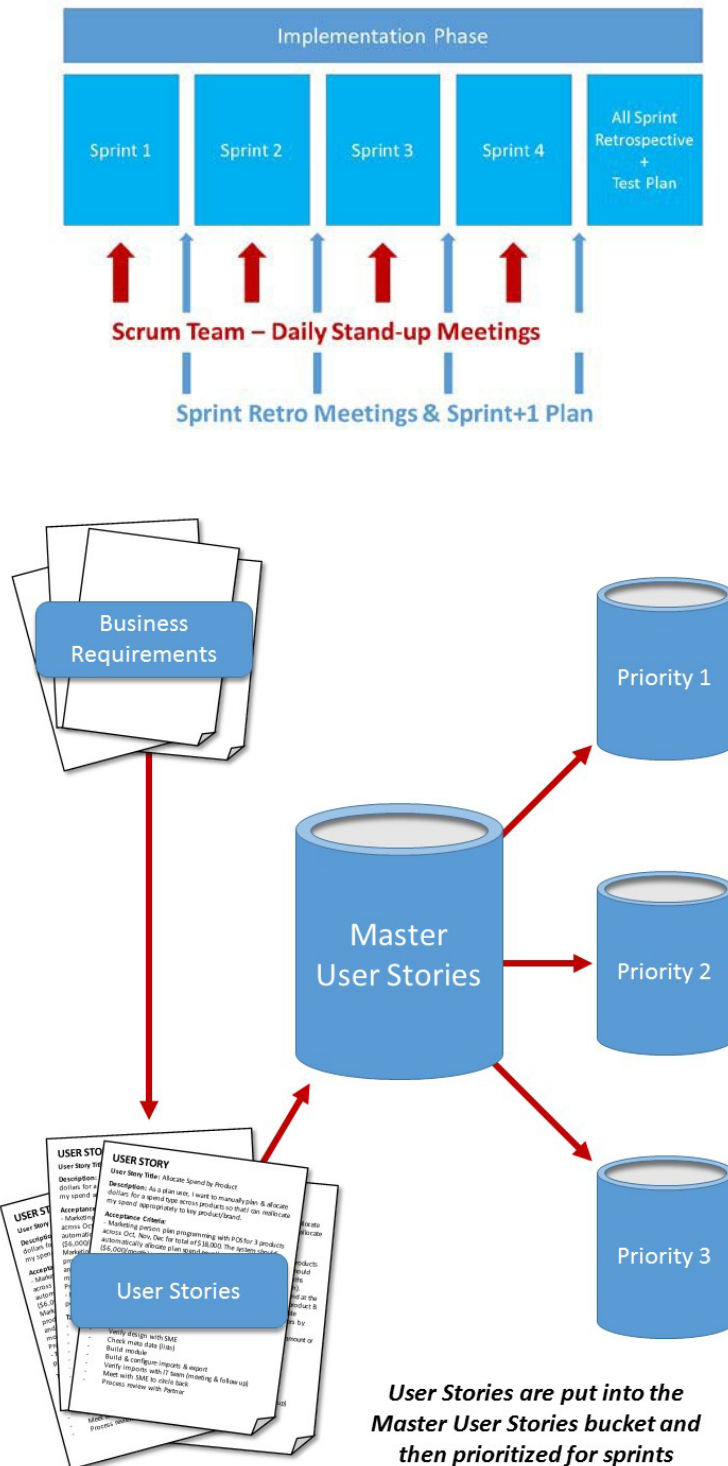 Implementation Phase
Sprint 1
Sprint 2
Sprint 3
Sprint 4
All Sprint
Retrospective
+
Test Plan
Scrum Team – Daily Stand-up Meetings
Sprint Retro Meetings & Sprint+1 Plan
Business
Requirements
Priority 1
Master
User Stories
Priority 2
Priority 3
USER STORY
User Story Title: Allocate Spend by Product
Description: As a plan user, I want to manually plan & allocate
dollars for a spend type across products so that I can reallocate
my spend appropriately to key product/brand.
Acceptance Criteria:
- Marketing person plan programming with POS for 3 products
across Oct, Nov, Dec for total of $18,000. The system should
automatically allocate plan spend
($6,000/month
User Stories
Verify design with SME
Check meta data (lists)
Build module
Build & configure imports & export
Verify imports with IT team (meeting & follow up)
Meet with SME to circle back
Process review with Partner
User Stories are put into the
Master User Stories bucket and
then prioritized for sprints